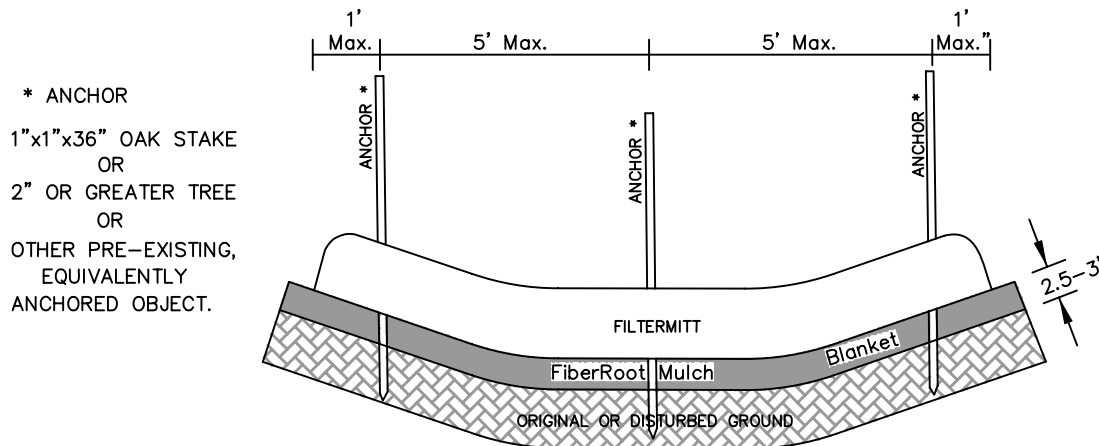 1'
Max.
5' Max.
5' Max.
1'
Max."
* ANCHOR
1"x1"x36" OAK STAKE
OR
2" OR GREATER TREE
OR
OTHER PRE-EXISTING,
EQUIVALENTLY
ANCHORED OBJECT.
ANCHOR *
ANCHOR *
ANCHOR *
2.5-3'
FILTERMITT
FiberRoot Mulch Blanket
ORIGINAL OR DISTURBED GROUND